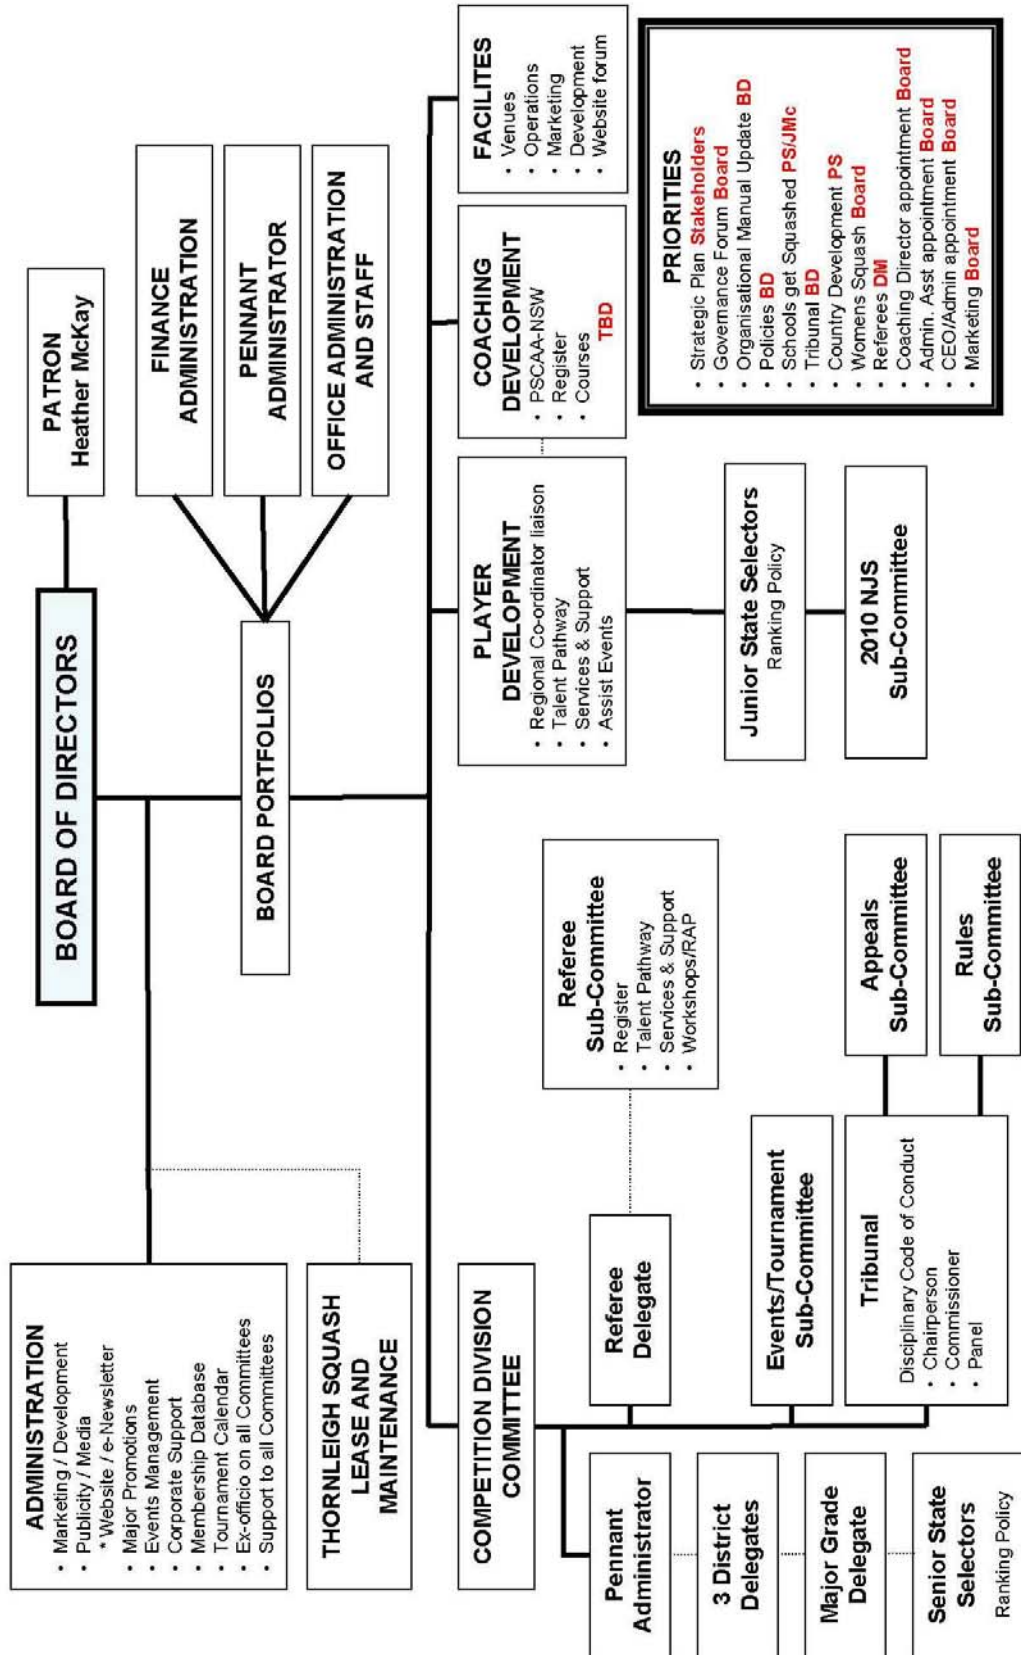 BOARD OF DIRECTORS
PATRON
Heather McKay
ADMINISTRATION
• Marketing / Development
• Publicity / Media
* Website / e-Newsletter
• Major Promotions
• Events Management
• Corporate Support
• Membership Database
• Tournament Calendar
• Ex-officio on all Committees
• Support to all Committees
THORNLEIGH SQUASH
LEASE AND
MAINTENANCE
BOARD PORTFOLIOS
FINANCE
ADMINISTRATION
PENNANT
ADMINISTRATOR
OFFICE ADMINISTRATION
AND STAFF
COMPETITION DIVISION
COMMITTEE
PLAYER
DEVELOPMENT
• Regional Co-ordinator liaison
• Talent Pathway
• Services & Support
• Assist Events
COACHING
DEVELOPMENT
• PSCAA-NSW
• Register
• Courses
TBD
FACILITES
• Venues
• Operations
• Marketing
• Development
• Website forum
Pennant
Administrator
3 District
Delegates
Major Grade
Delegate
Senior State
Selectors
Ranking Policy
Referee
Delegate
Referee
Sub-Committee
• Register
• Talent Pathway
• Services & Support
• Workshops/RAP
Events/Tournament
Sub-Committee
Tribunal
Disciplinary Code of Conduct
• Chairperson
• Commissioner
• Panel
Appeals
Sub-Committee
Rules
Sub-Committee
Junior State Selectors
Ranking Policy
2010 NJS
Sub-Committee
PRIORITIES
• Strategic Plan Stakeholders
• Governance Forum Board
• Organisational Manual Update BD
• Policies BD
• Schools get Squashed PS/JMc
• Tribunal BD
• Country Development PS
• Womens Squash Board
• Referees DM
• Coaching Director appointment Board
• Admin. Asst appointment Board
• CEO/Admin appointment Board
• Marketing Board